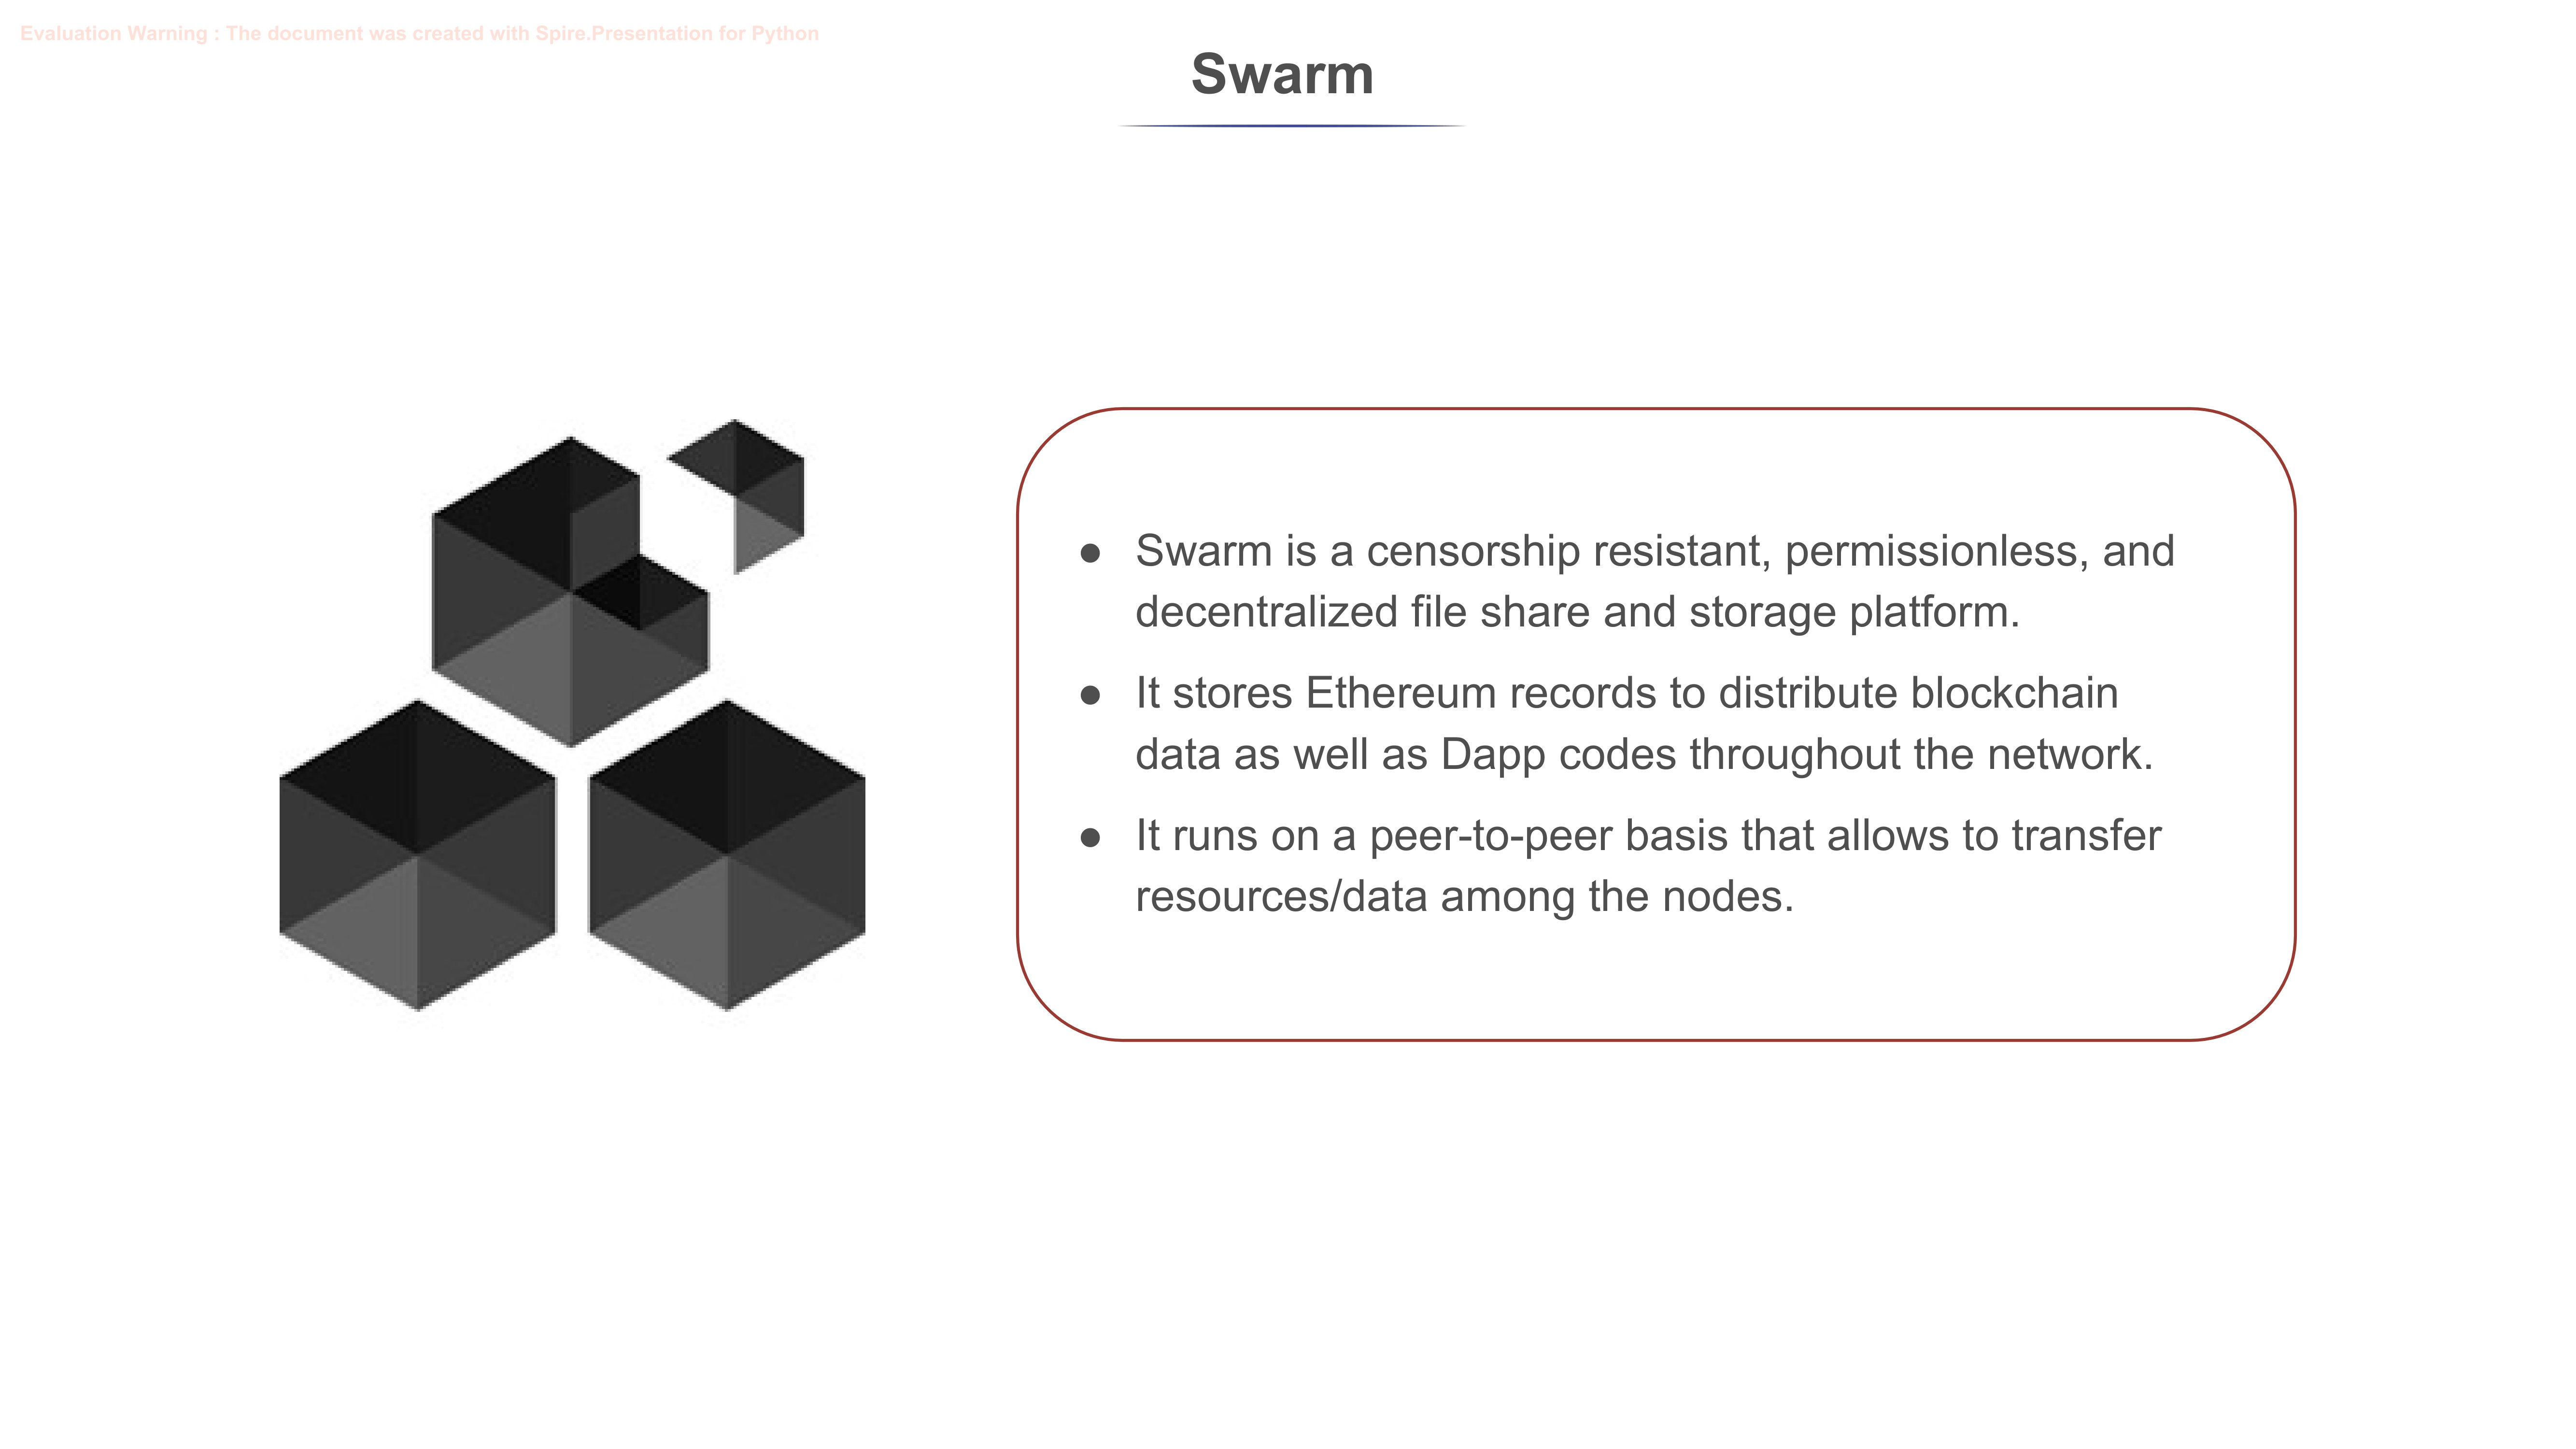 Evaluation Warning : The document was created with Spire.Presentation for Python
Swarm
● Swarm is a censorship resistant, permissionless, and
decentralized file share and storage platform.
● It stores Ethereum records to distribute blockchain
data as well as Dapp codes throughout the network.
● It runs on a peer-to-peer basis that allows to transfer
resources/data among the nodes.